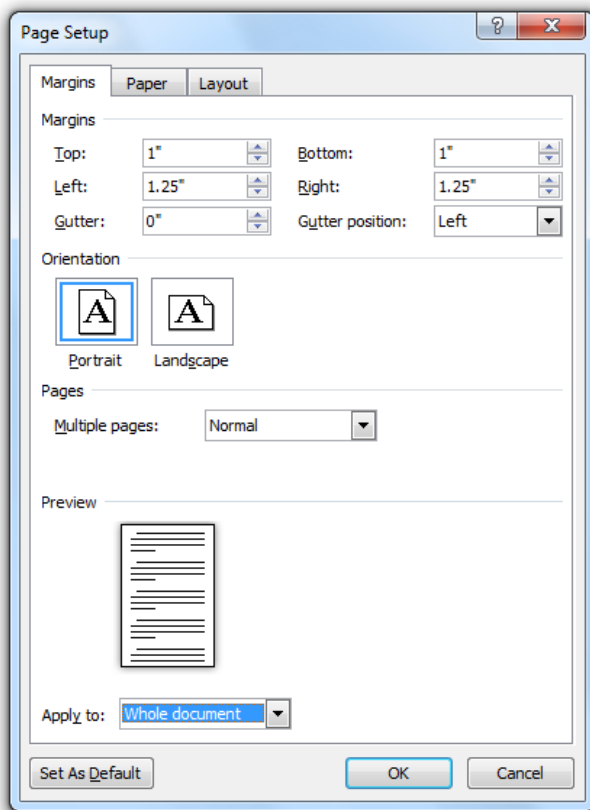 Page Setup
Margins Paper Layout
Margins
Top: 1" Bottom: 1"
Left: 1.25" Right: 1.25"
Gutter: 0" Gutter position: Left
Orientation
A A
Portrait Landscape
Pages
Multiple pages: Normal
Preview
Apply to: Whole document
Set As Default OK Cancel